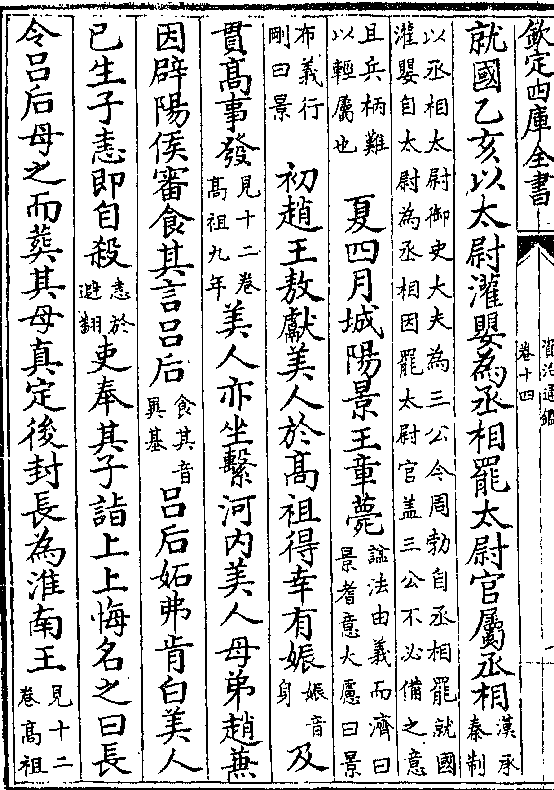 欽定四庫全書
資治通鑑
卷十四
就國乙亥以太尉灌嬰為丞相罷太尉官屬丞相漢承秦制
以丞相太尉御史大夫為三公今周勃自丞相罷就國
灌嬰自太尉為丞相因罷太尉官盖三公不必備之意
且兵柄難以輕屬也 夏四月城陽景王章薨諡法由義而濟曰景耆意大慮曰景
布義行剛曰景 初趙王敖獻美人於髙祖得幸有娠娠音身及
貫髙事發見十二卷髙祖九年美人亦坐繫河内美人母弟趙兼
因辟陽侯審食其言吕后食其音異基吕后妬弗肯白美人
已生子恚即自殺恚於避翻吏奉其子詣上上悔名之曰長
令吕后母之而葬其母真定後封長為淮南王見十二卷髙祖